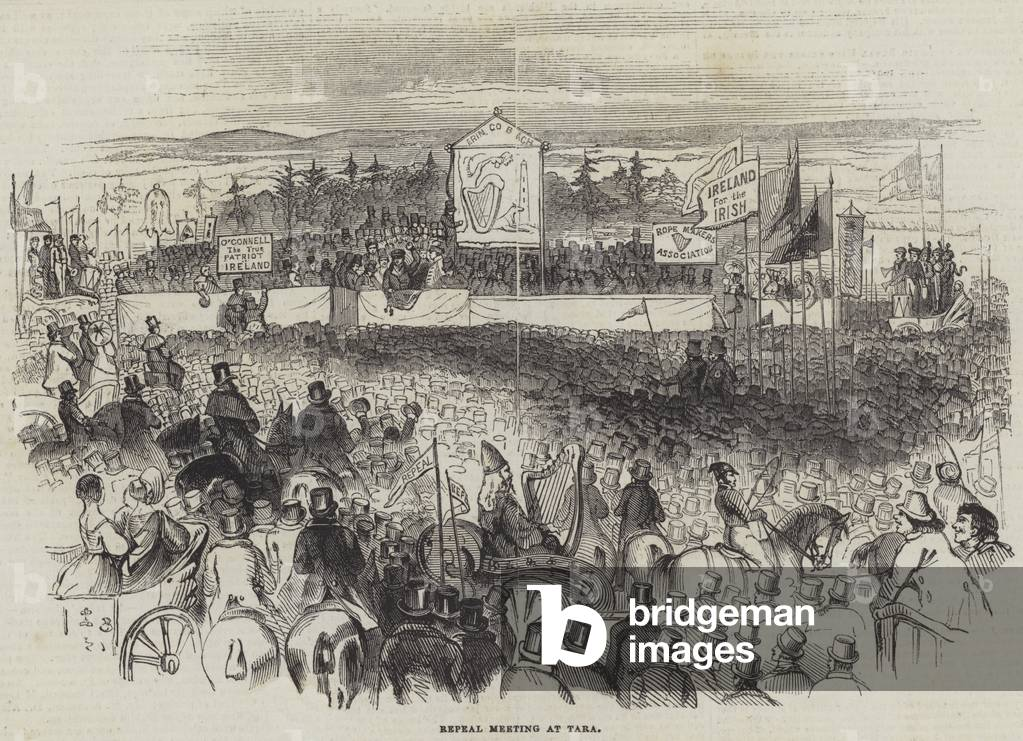 ERIN GO BRAGH
IRELAND
For the
IRISH
O'CONNELL
The True
PATRIOT
of
IRELAND
ROPE MAKERS
ASSOCIATION
REPEAL
bridgeman
images
REPEAL MEETING AT TARA.